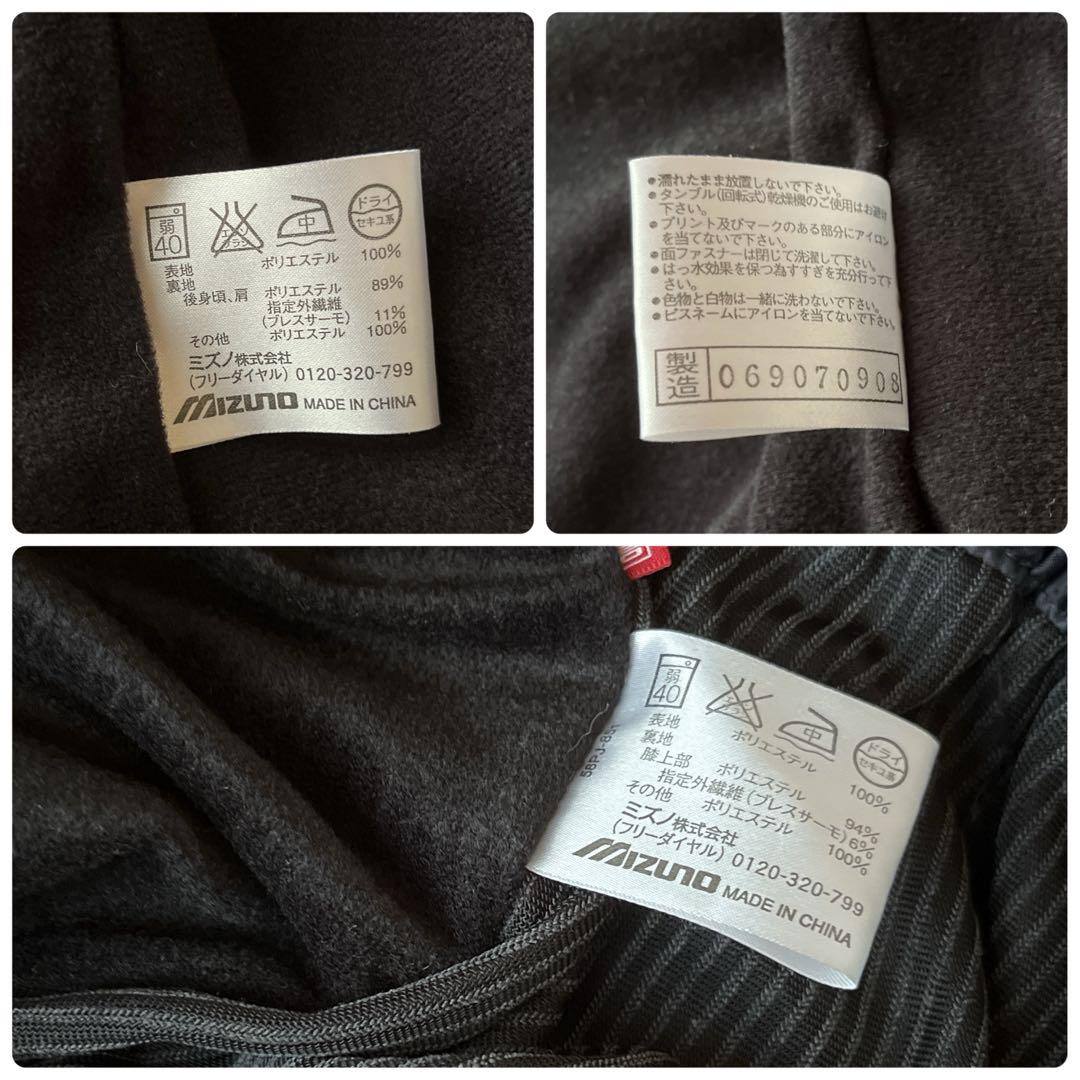 弱
40
エンソ
ブラシ
中
ドライ
セキユ系
表地 ポリエステル 100%
裏地
後身頃、肩 ポリエステル 89%
指定外繊維
(ブレスサーモ) 11%
その他 ポリエステル 100%
ミズノ株式会社
(フリーダイヤル) 0120-320-799
MIZUNO MADE IN CHINA
•濡れたまま放置しないで下さい。
•タンブル(回転式)乾燥機のご使用はお避け
下さい。
•プリント及びマークのある部分にアイロン
を当てないで下さい。
•面ファスナーは閉じて洗濯して下さい。
•はっ水効果を保つ為すすぎを充分行って下
さい。
•色物と白物は一緒に洗わないで下さい。
•ピスネームにアイロンを当てないで下さい。
製造 069070908
弱
40
エンソ
ブラシ
中
ドライ
セキユ系
表地 ポリエステル 100%
裏地
膝上部 ポリエステル 94%
指定外繊維(ブレスサーモ) 6%
その他 ポリエステル 100%
ミズノ株式会社
(フリーダイヤル) 0120-320-799
MIZUNO MADE IN CHINA